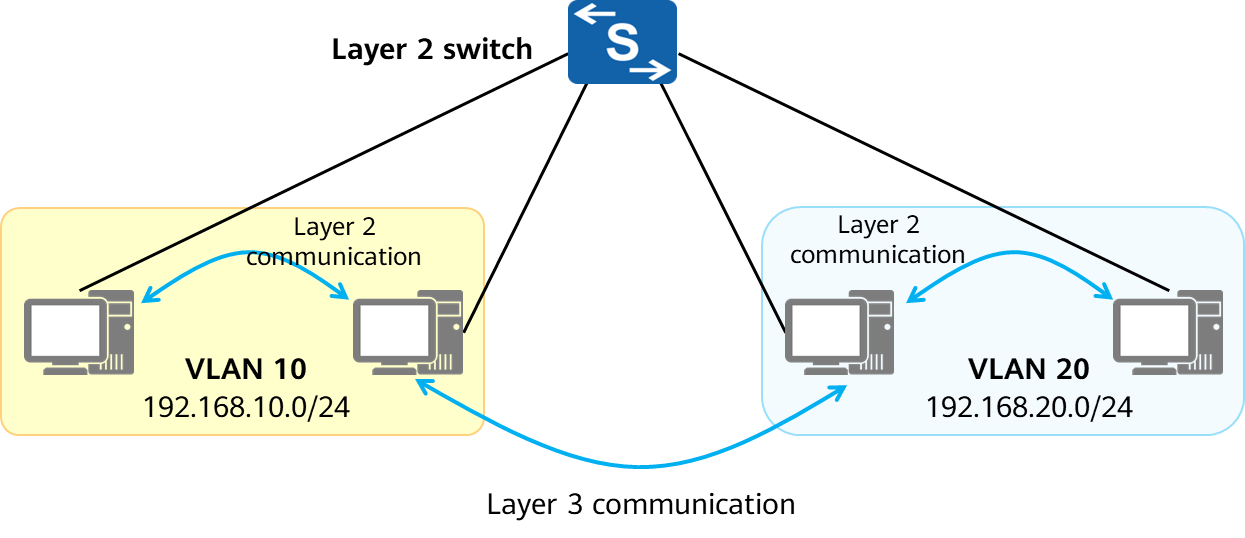 Layer 2 switch
S
Layer 2
communication
Layer 2
communication
VLAN 10
192.168.10.0/24
VLAN 20
192.168.20.0/24
Layer 3 communication